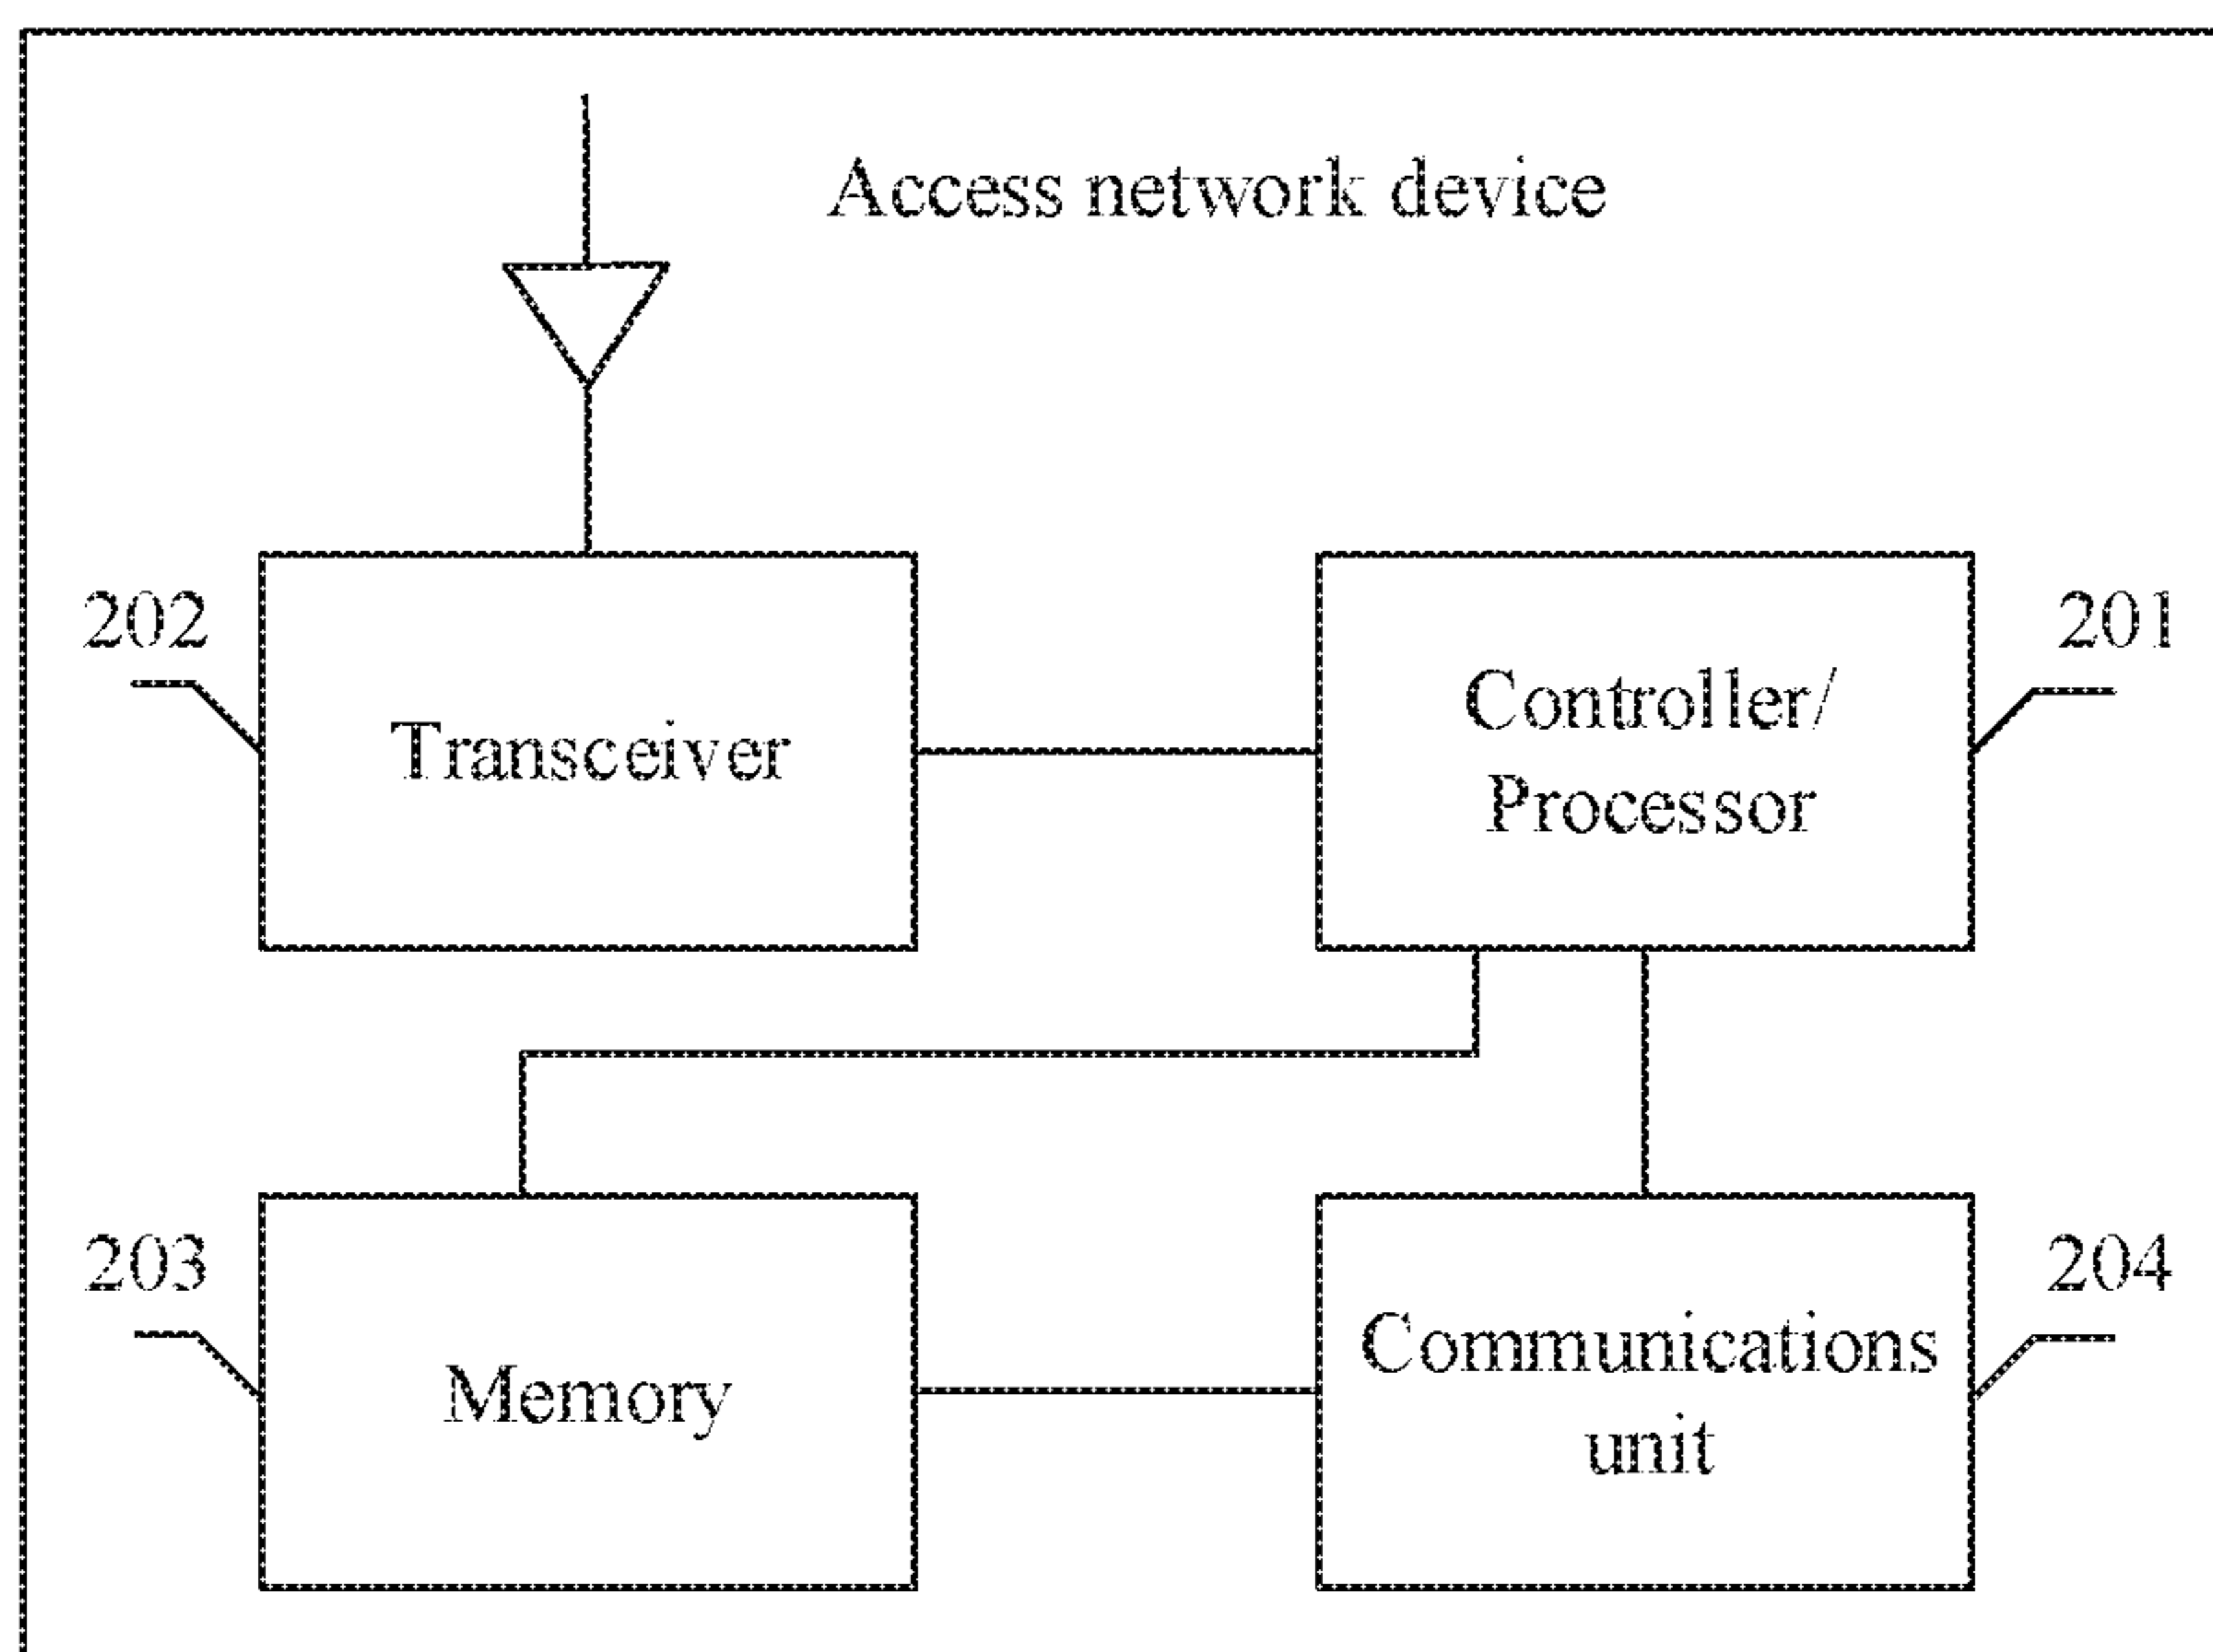 Access network device
202
201
Transceiver
Controller/
Processor
203
204
Memory
Communications
unit